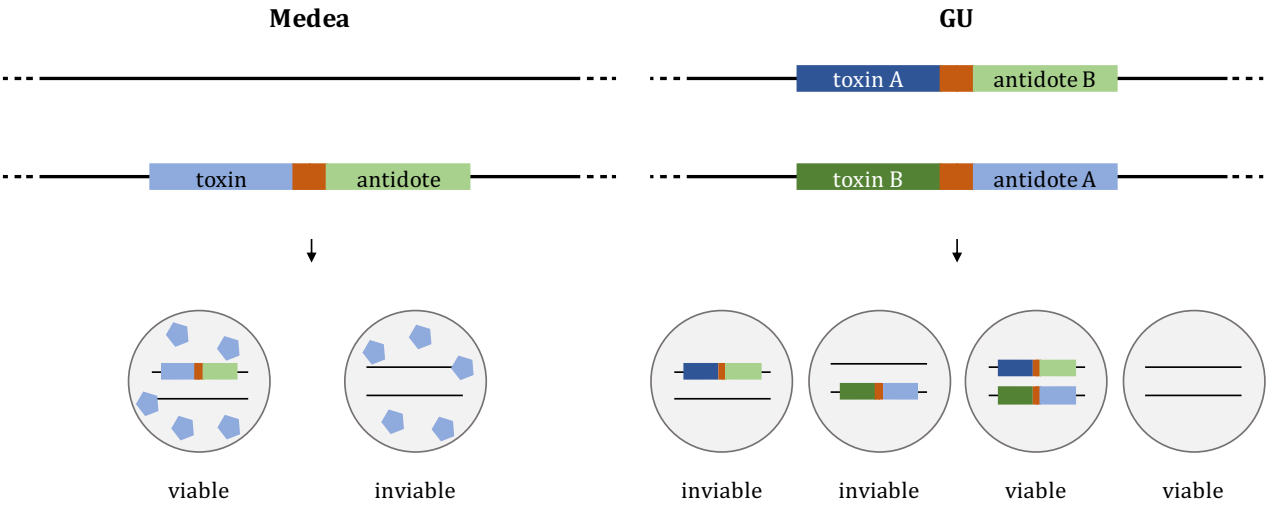 Medea
GU
toxin A
antidote B
toxin
antidote
toxin B
antidote A
viable
inviable
inviable
inviable
viable
viable